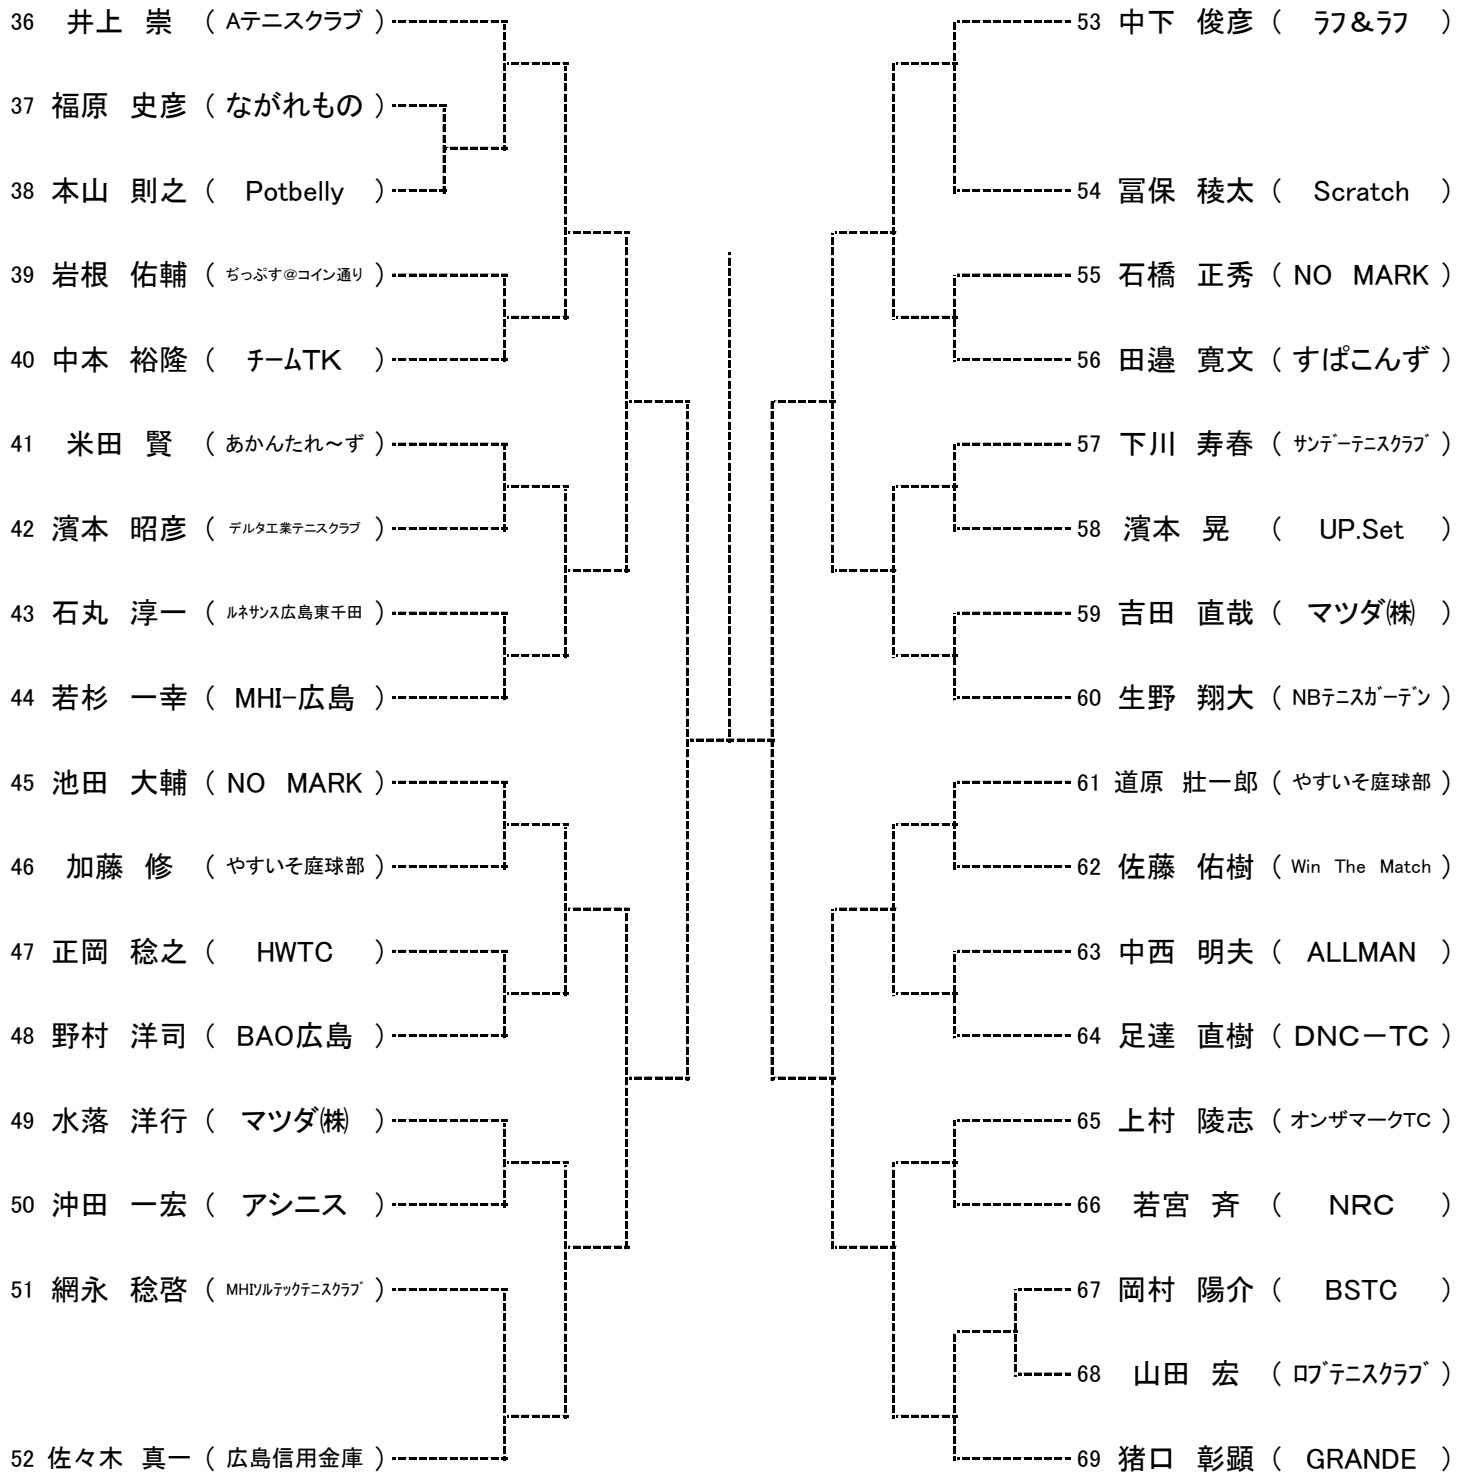 36 井上 崇 ( Aテニスクラブ )
37 福原 史彦 ( ながれもの )
38 本山 則之 ( Potbelly )
39 岩根 佑輔 ( ぢっぷす@コイン通り )
40 中本 裕隆 ( チームTK )
41 米田 賢 ( あかんたれ～ず )
42 濱本 昭彦 ( デルタ工業テニスクラブ )
43 石丸 淳一 ( ルネサンス広島東千田 )
44 若杉 一幸 ( MHI-広島 )
45 池田 大輔 ( NO MARK )
46 加藤 修 ( やすいそ庭球部 )
47 正岡 稔之 ( HWTC )
48 野村 洋司 ( BAO広島 )
49 水落 洋行 ( マツダ㈱ )
50 沖田 一宏 ( アシニス )
51 網永 稔啓 ( MHIソルテックテニスクラブ )
52 佐々木 真一 ( 広島信用金庫 )
53 中下 俊彦 ( ラフ＆ラフ )
54 冨保 稜太 ( Scratch )
55 石橋 正秀 ( NO MARK )
56 田邉 寛文 ( すぱこんず )
57 下川 寿春 ( サンデーテニスクラブ )
58 濱本 晃 ( UP.Set )
59 吉田 直哉 ( マツダ㈱ )
60 生野 翔大 ( NBテニスガーデン )
61 道原 壯一郎 ( やすいそ庭球部 )
62 佐藤 佑樹 ( Win The Match )
63 中西 明夫 ( ALLMAN )
64 足達 直樹 ( DNC－TC )
65 上村 陵志 ( オンザマークTC )
66 若宮 斉 ( NRC )
67 岡村 陽介 ( BSTC )
68 山田 宏 ( ロブテニスクラブ )
69 猪口 彰顕 ( GRANDE )